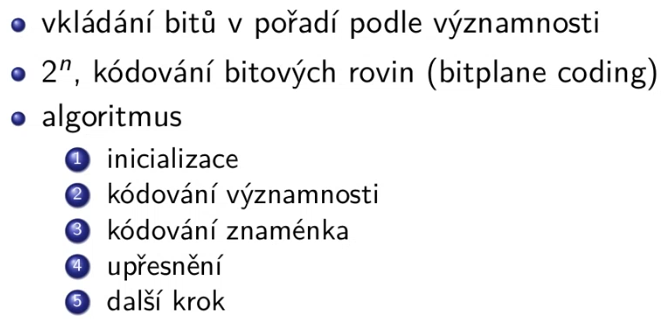 vkládání bitů v pořadí podle významnosti
2ⁿ, kódování bitových rovin (bitplane coding)
algoritmus
1 inicializace
2 kódování významnosti
3 kódování znaménka
4 upřesnění
5 další krok